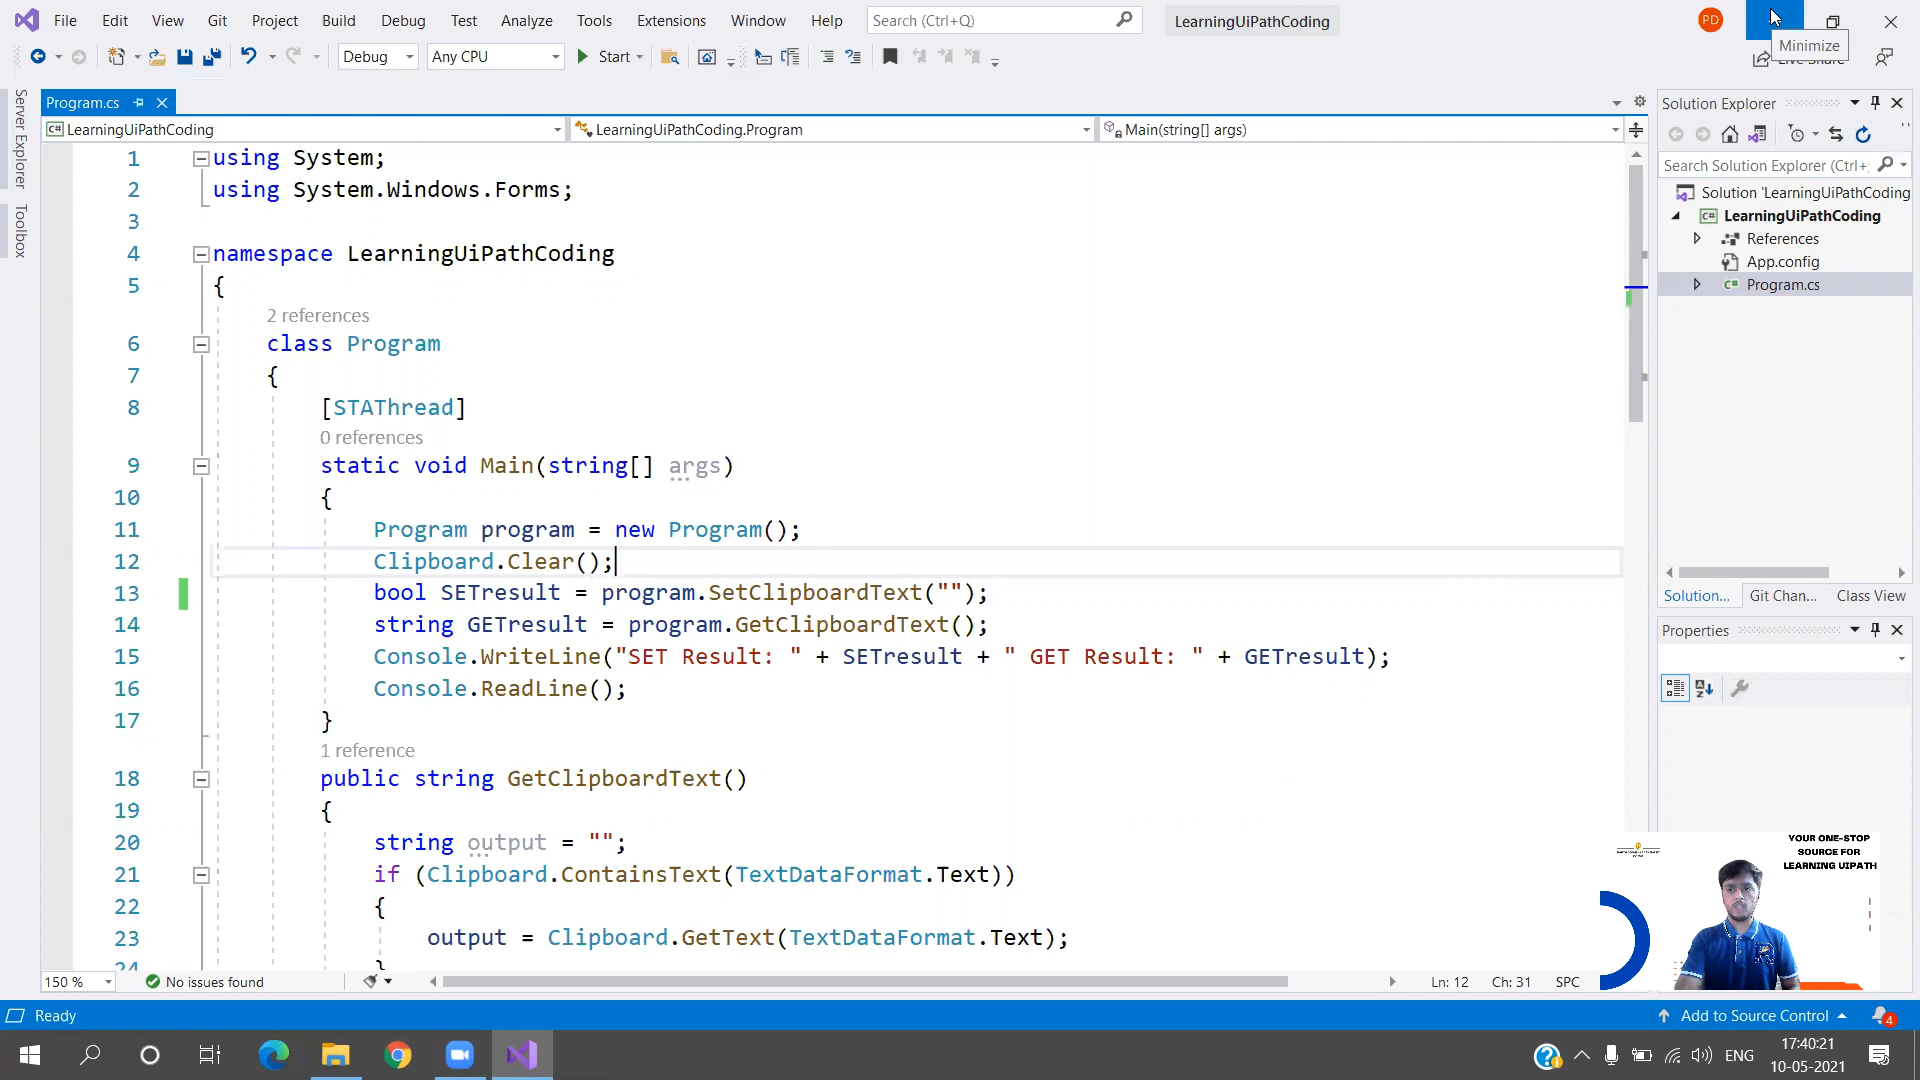 File Edit View Git Project Build Debug Test Analyze Tools Extensions Window Help Search (Ctrl+Q) LearningUiPathCoding PD
Minimize
Debug Any CPU Start Live Share
Server Explorer
Toolbox
Program.cs
LearningUiPathCoding LearningUiPathCoding.Program Main(string[] args)
1 using System;
2 using System.Windows.Forms;
3
4 namespace LearningUiPathCoding
5 {
2 references
6 class Program
7 {
8 [STAThread]
0 references
9 static void Main(string[] args)
10 {
11 Program program = new Program();
12 Clipboard.Clear();
13 bool SETresult = program.SetClipboardText("");
14 string GETresult = program.GetClipboardText();
15 Console.WriteLine("SET Result: " + SETresult + " GET Result: " + GETresult);
16 Console.ReadLine();
17 }
1 reference
18 public string GetClipboardText()
19 {
20 string output = "";
21 if (Clipboard.ContainsText(TextDataFormat.Text))
22 {
23 output = Clipboard.GetText(TextDataFormat.Text);
24 }
150 % No issues found Ln: 12 Ch: 31 SPC
Solution Explorer
Search Solution Explorer (Ctrl+;
Solution 'LearningUiPathCoding
LearningUiPathCoding
References
App.config
Program.cs
Solution... Git Chan... Class View
Properties
YOUR ONE-STOP
SOURCE FOR
LEARNING UIPATH
Ready Add to Source Control 4
ENG 17:40:21
10-05-2021